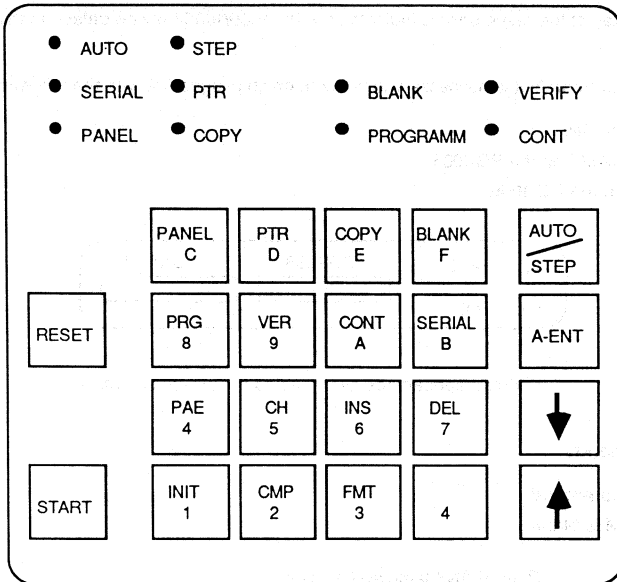 AUTO STEP
SERIAL PTR BLANK VERIFY
PANEL COPY PROGRAMM CONT
PANEL PTR COPY BLANK AUTO
C D E F STEP
RESET PRG VER CONT SERIAL A-ENT
8 9 A B
PAE CH INS DEL
4 5 6 7
START INIT CMP FMT
1 2 3 4